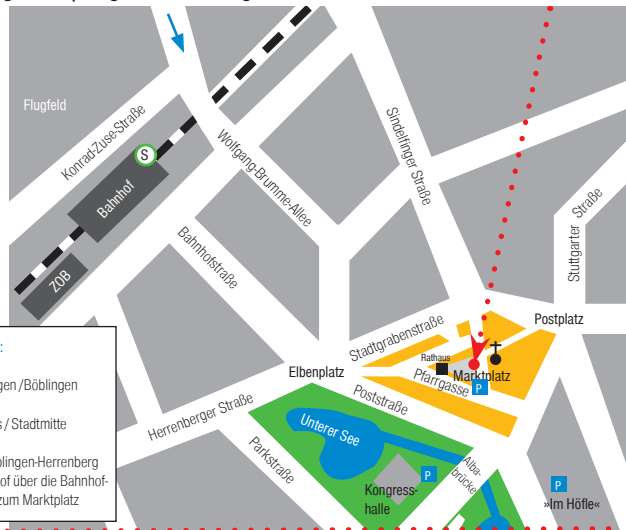 Flugfeld
Konrad-Zuse-Straße
S
Bahnhof
ZOB
Wolfgang-Brumme-Allee
Bahnhofstraße
Sindelfinger Straße
Stuttgarter Straße
Postplatz
Stadtgrabenstraße
Rathaus
Marktplatz
P
Pfarrgasse
Elbenplatz
Poststraße
Herrenberger Straße
Parkstraße
Unterer See
Alba-
brücke
P
Kongress-
halle
P
»Im Höfle«
:
gen/Böblingen
s / Stadtmitte
blingen-Herrenberg
of über die Bahnhof-
zum Marktplatz